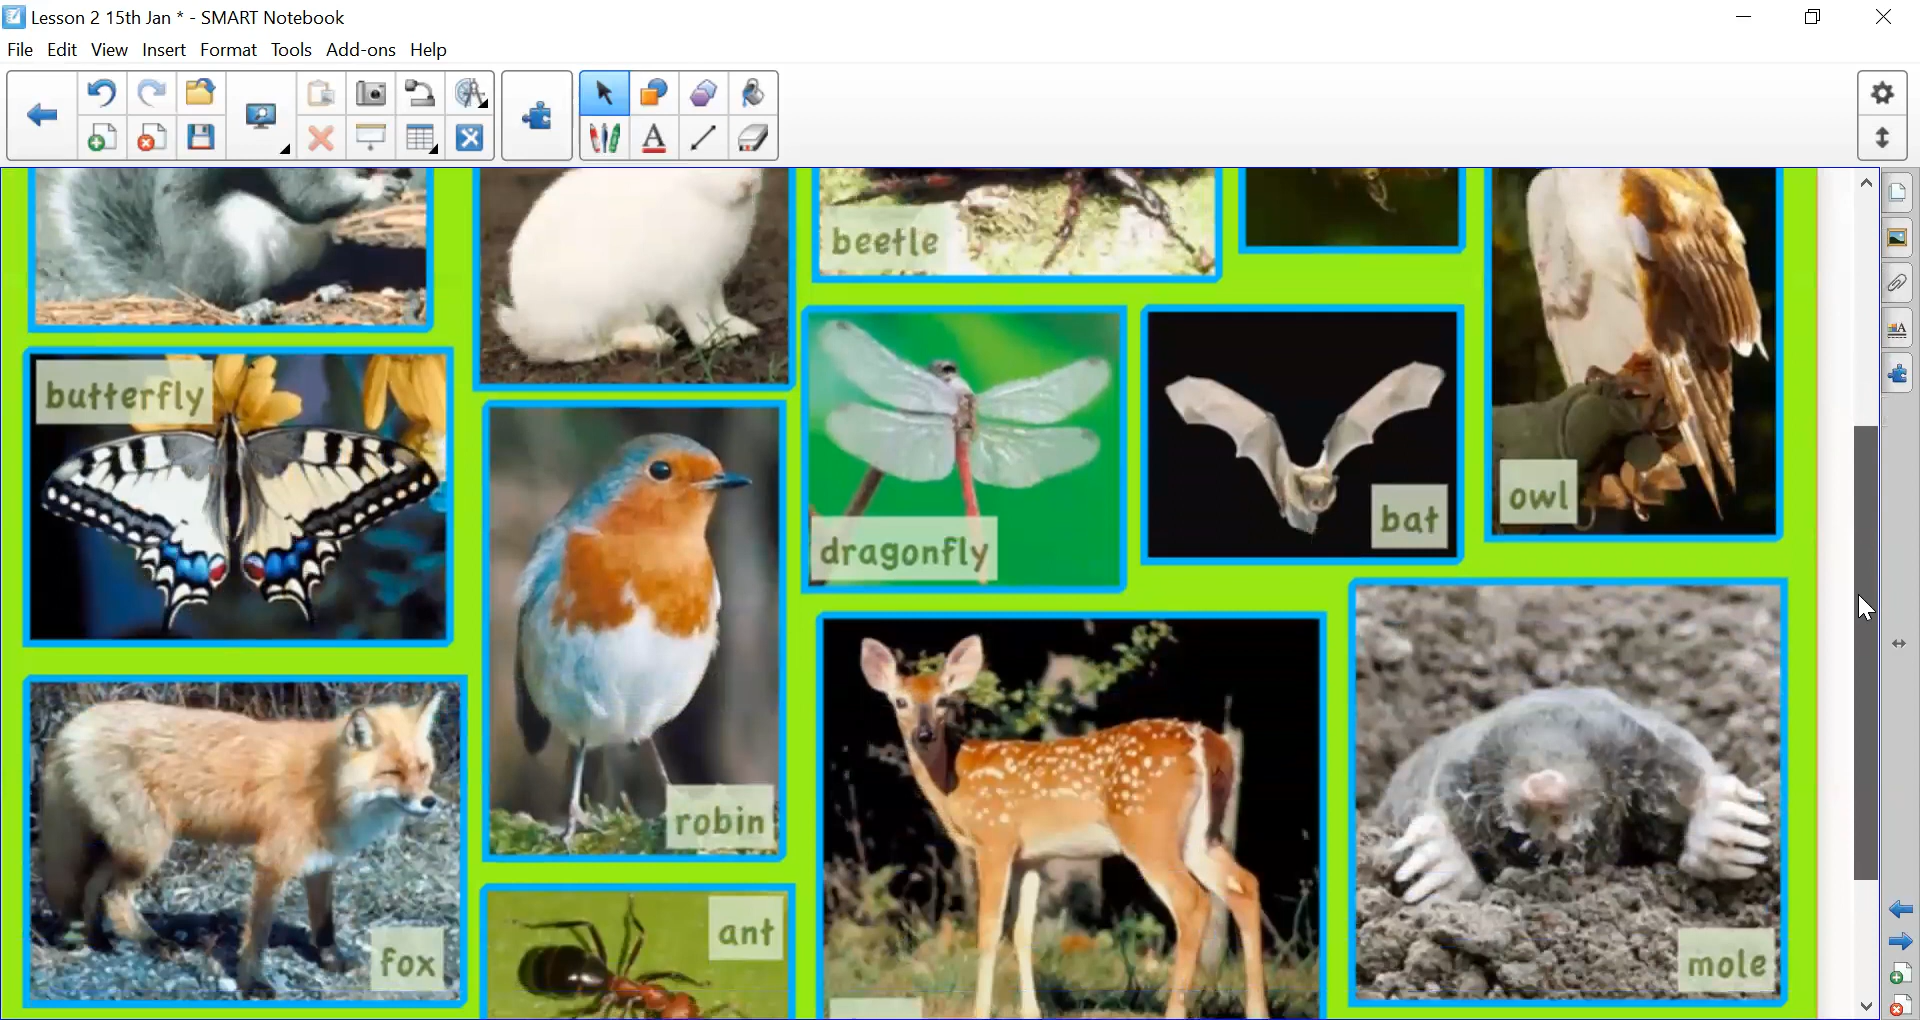 Lesson 2 15th Jan * - SMART Notebook
File Edit View Insert Format Tools Add-ons Help
beetle
butterfly
owl
bat
dragonfly
robin
ant
fox
mole